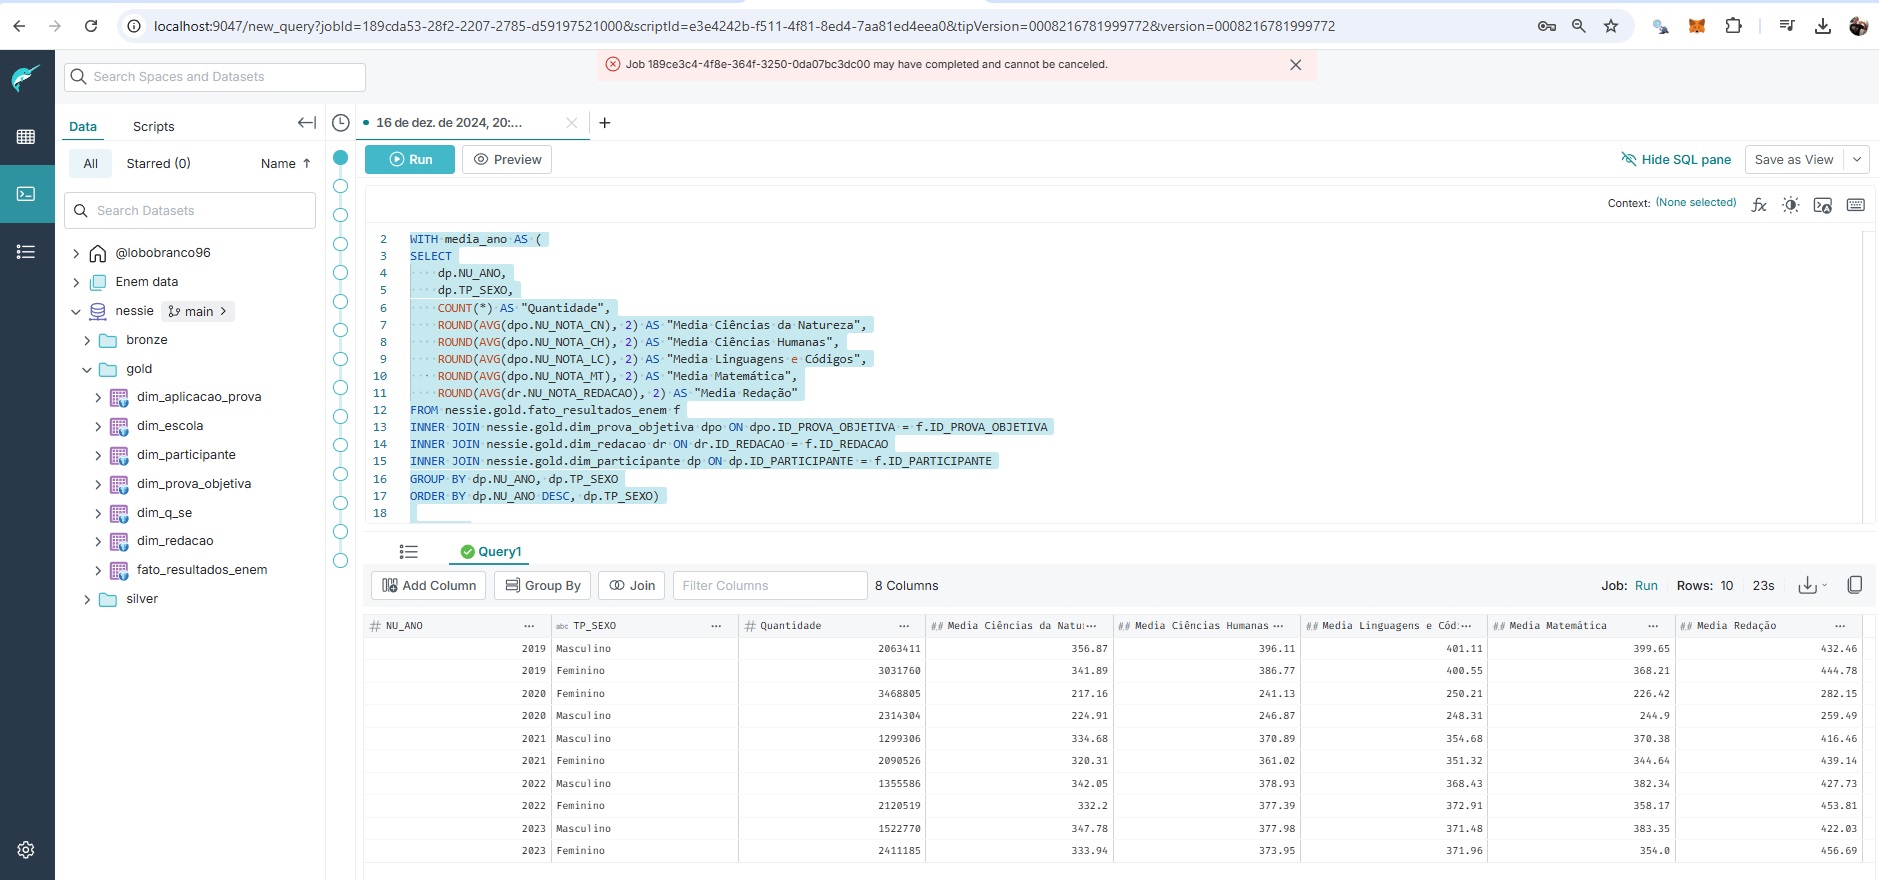 localhost:9047/new_query?jobId=189cda53-28f2-2207-2785-d59197521000&scriptId=e3e4242b-f511-4f81-8ed4-7aa81ed4eea0&tipVersion=0008216781999772&version=0008216781999772
Search Spaces and Datasets
Job 189ce3c4-4f8e-364f-3250-0da07bc3dc00 may have completed and cannot be canceled.
Data Scripts
16 de dez. de 2024, 20:...
All Starred (0) Name
Run Preview
Hide SQL pane Save as View
Search Datasets
Context: (None selected)
@lobobranco96
Enem data
nessie main
bronze
gold
dim_aplicacao_prova
dim_escola
dim_participante
dim_prova_objetiva
dim_q_se
dim_redacao
fato_resultados_enem
silver
2 WITH media_ano AS (
3 SELECT
4 dp.NU_ANO,
5 dp.TP_SEXO,
6 COUNT(*) AS "Quantidade",
7 ROUND(AVG(dpo.NU_NOTA_CN), 2) AS "Media Ciências da Natureza",
8 ROUND(AVG(dpo.NU_NOTA_CH), 2) AS "Media Ciências Humanas",
9 ROUND(AVG(dpo.NU_NOTA_LC), 2) AS "Media Linguagens e Códigos",
10 ROUND(AVG(dpo.NU_NOTA_MT), 2) AS "Media Matemática",
11 ROUND(AVG(dr.NU_NOTA_REDACAO), 2) AS "Media Redação"
12 FROM nessie.gold.fato_resultados_enem f
13 INNER JOIN nessie.gold.dim_prova_objetiva dpo ON dpo.ID_PROVA_OBJETIVA = f.ID_PROVA_OBJETIVA
14 INNER JOIN nessie.gold.dim_redacao dr ON dr.ID_REDACAO = f.ID_REDACAO
15 INNER JOIN nessie.gold.dim_participante dp ON dp.ID_PARTICIPANTE = f.ID_PARTICIPANTE
16 GROUP BY dp.NU_ANO, dp.TP_SEXO
17 ORDER BY dp.NU_ANO DESC, dp.TP_SEXO)
18
Query1
Add Column Group By Join Filter Columns 8 Columns
Job: Run Rows: 10 23s
# NU_ANO ... abc TP_SEXO ... # Quantidade ... ## Media Ciências da Natu:... ## Media Ciências Humanas ... ## Media Linguagens e Cód:... ## Media Matemática ... ## Media Redação ...
2019 Masculino 2063411 356.87 396.11 401.11 399.65 432.46
2019 Feminino 3031760 341.89 386.77 400.55 368.21 444.78
2020 Feminino 3468805 217.16 241.13 250.21 226.42 282.15
2020 Masculino 2314304 224.91 246.87 248.31 244.9 259.49
2021 Masculino 1299306 334.68 370.89 354.68 370.38 416.46
2021 Feminino 2090526 320.31 361.02 351.32 344.64 439.14
2022 Masculino 1355586 342.05 378.93 368.43 382.34 427.73
2022 Feminino 2120519 332.2 377.39 372.91 358.17 453.81
2023 Masculino 1522770 347.78 377.98 371.48 383.35 422.03
2023 Feminino 2411185 333.94 373.95 371.96 354.0 456.69